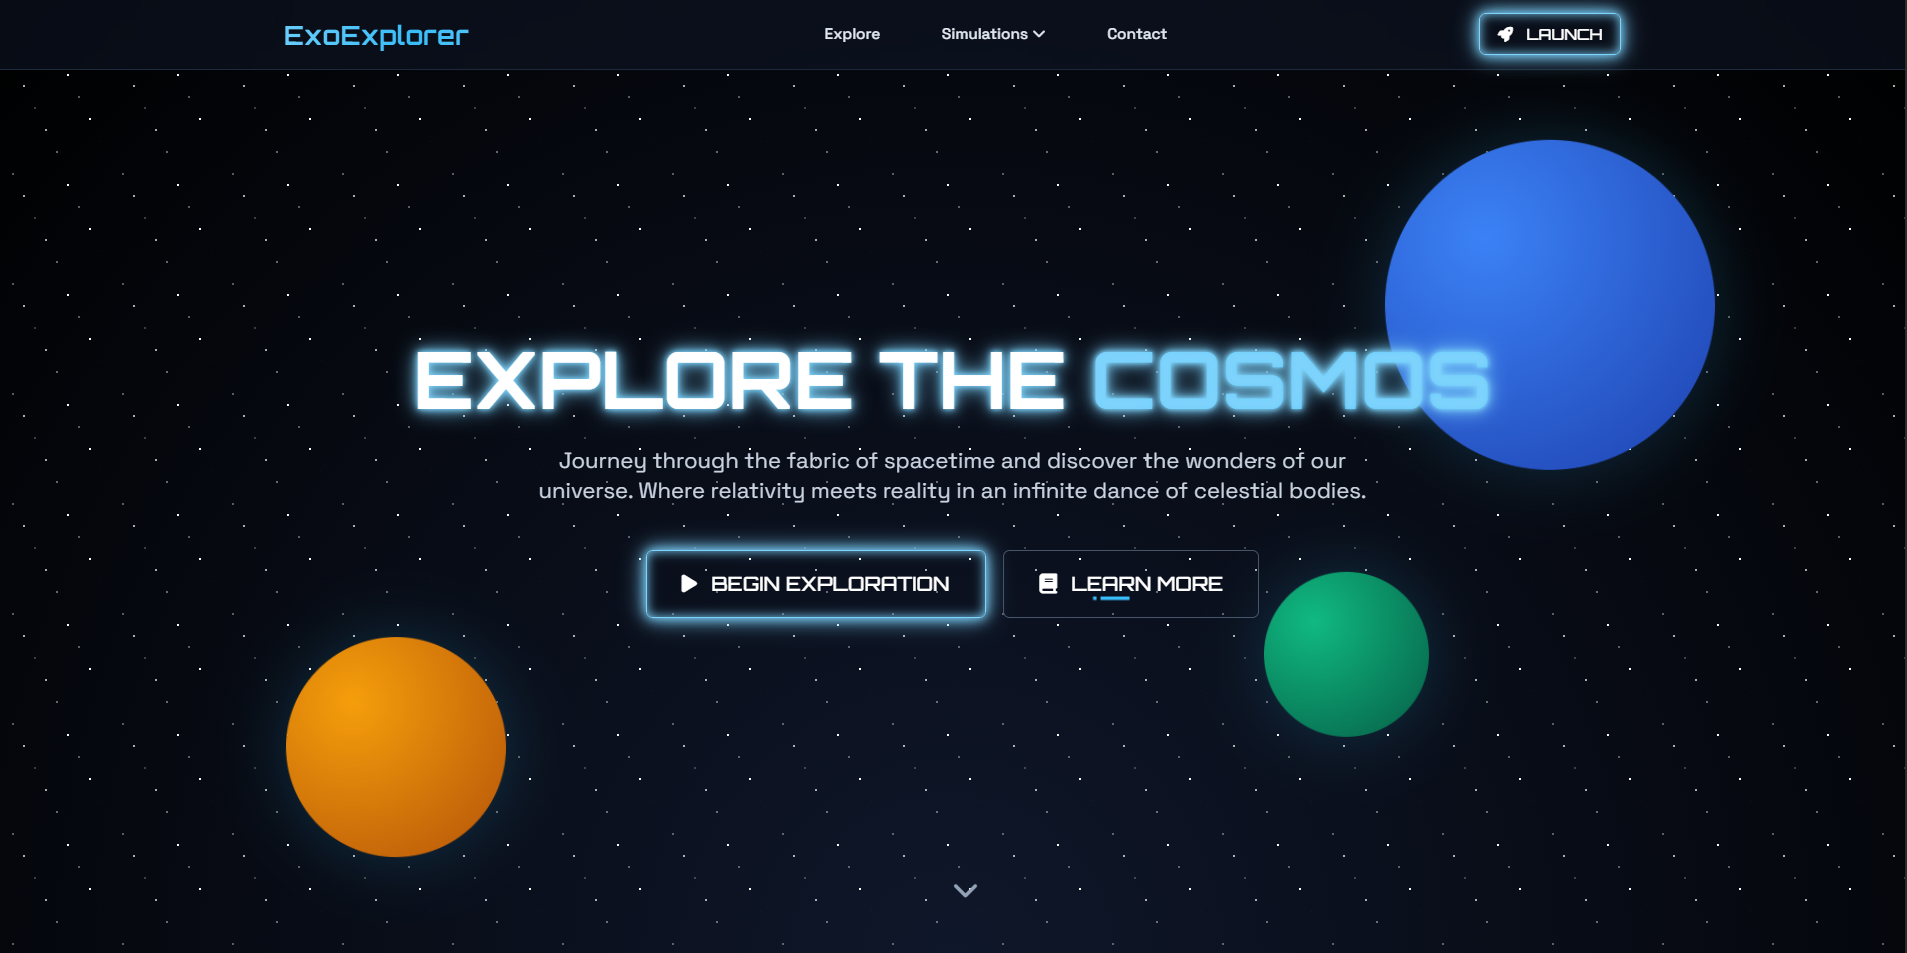 ExoExplorer
Explore
Simulations
Contact
LAUNCH
EXPLORE THE COSMOS
Journey through the fabric of spacetime and discover the wonders of our
universe. Where relativity meets reality in an infinite dance of celestial bodies.
BEGIN EXPLORATION
LEARN MORE